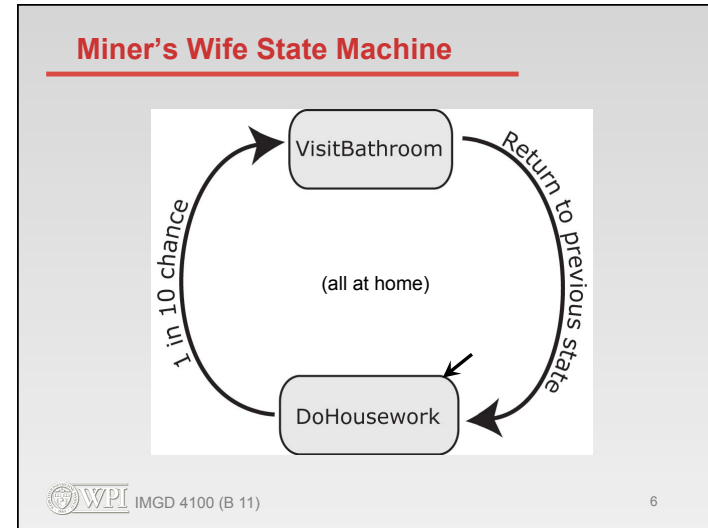 Miner's Wife State Machine
VisitBathroom
Return to previous state
1 in 10 chance
(all at home)
DoHousework
WPI IMGD 4100 (B 11)
6